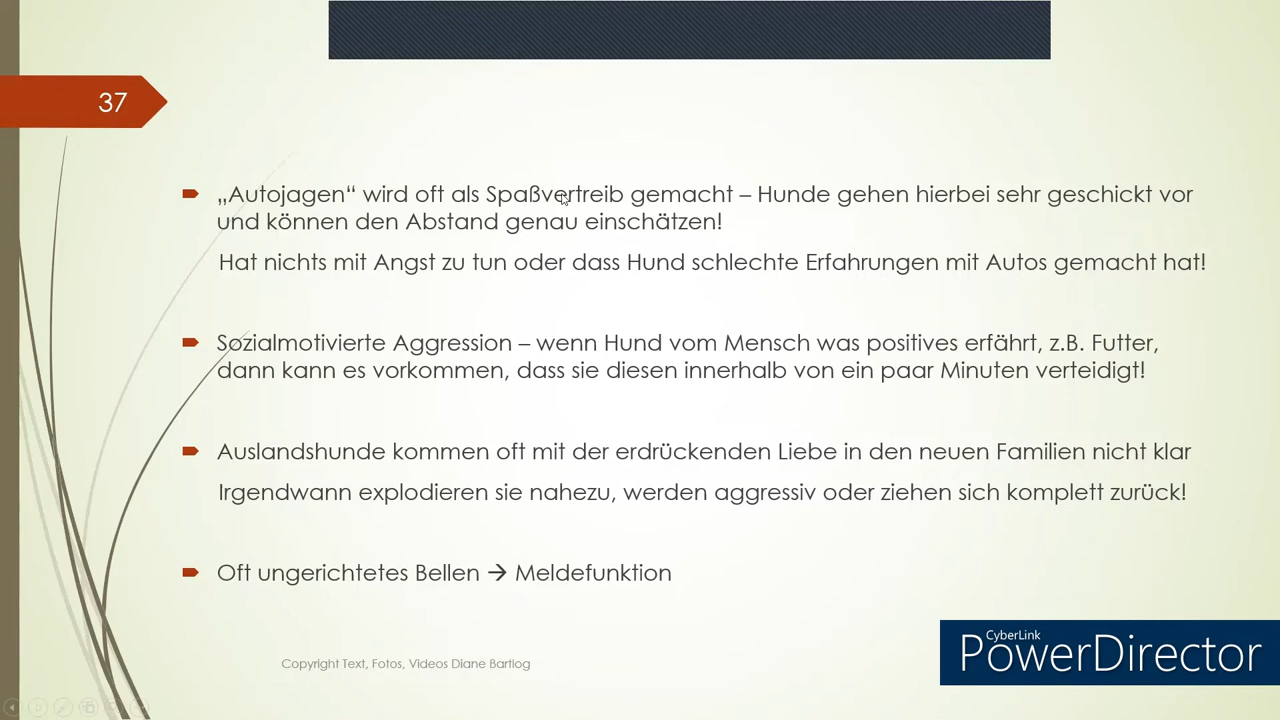 37
„Autojagen“ wird oft als Spaßvertreib gemacht – Hunde gehen hierbei sehr geschickt vor
und können den Abstand genau einschätzen!
Hat nichts mit Angst zu tun oder dass Hund schlechte Erfahrungen mit Autos gemacht hat!
Sozialmotivierte Aggression – wenn Hund vom Mensch was positives erfährt, z.B. Futter,
dann kann es vorkommen, dass sie diesen innerhalb von ein paar Minuten verteidigt!
Auslandshunde kommen oft mit der erdrückenden Liebe in den neuen Familien nicht klar
Irgendwann explodieren sie nahezu, werden aggressiv oder ziehen sich komplett zurück!
Oft ungerichtetes Bellen → Meldefunktion
Copyright Text, Fotos, Videos Diane Bartlog
CyberLink
PowerDirector